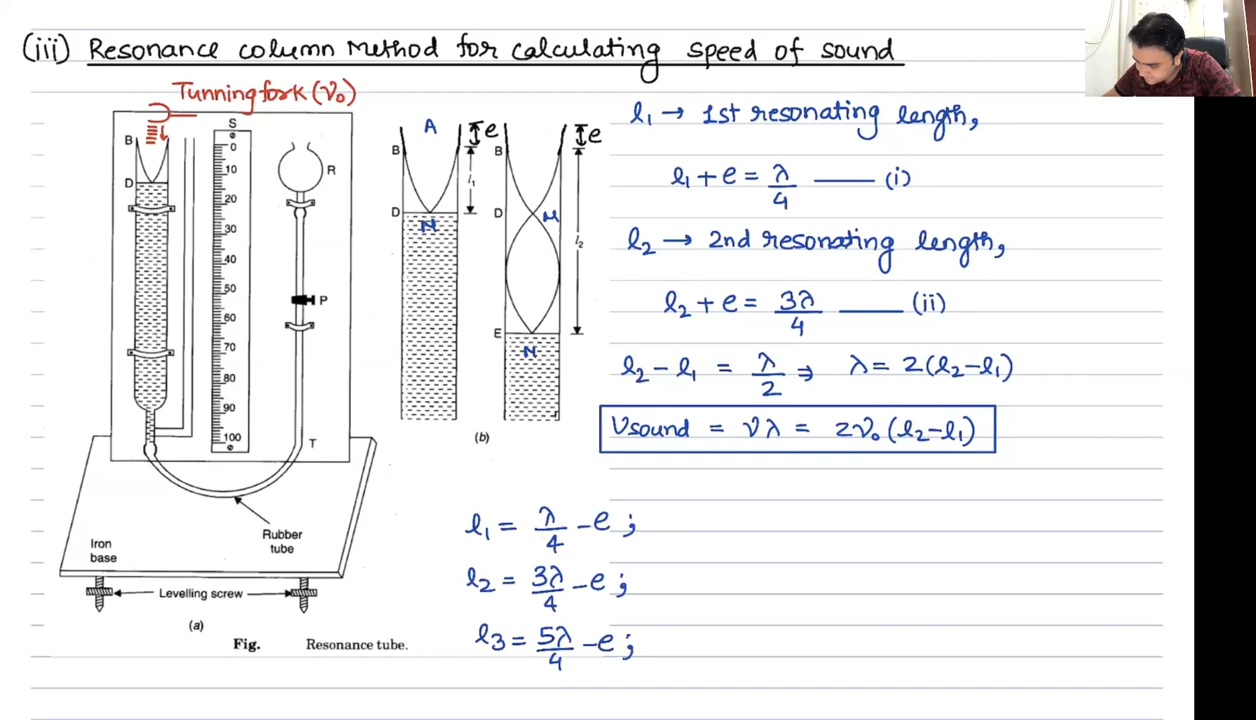 (iii) Resonance column Method for calculating speed of sound
Tunning fork (ν₀)
S
B
D
0
10
20
30
40
50
60
70
80
90
100
R
P
T
Rubber
tube
Iron
base
Levelling screw
(a)
Fig. Resonance tube.
A
e
B
l₁
D
N
e
B
D
N
l₂
E
N
(b)
l₁ → 1st resonating length,
l₁ + e = λ/4 —— (i)
l₂ → 2nd resonating length,
l₂ + e = 3λ/4 —— (ii)
l₂ - l₁ = λ/2 ⇒ λ = 2(l₂-l₁)
Vsound = νλ = 2ν₀(l₂-l₁)
l₁ = λ/4 - e ;
l₂ = 3λ/4 - e ;
l₃ = 5λ/4 - e ;